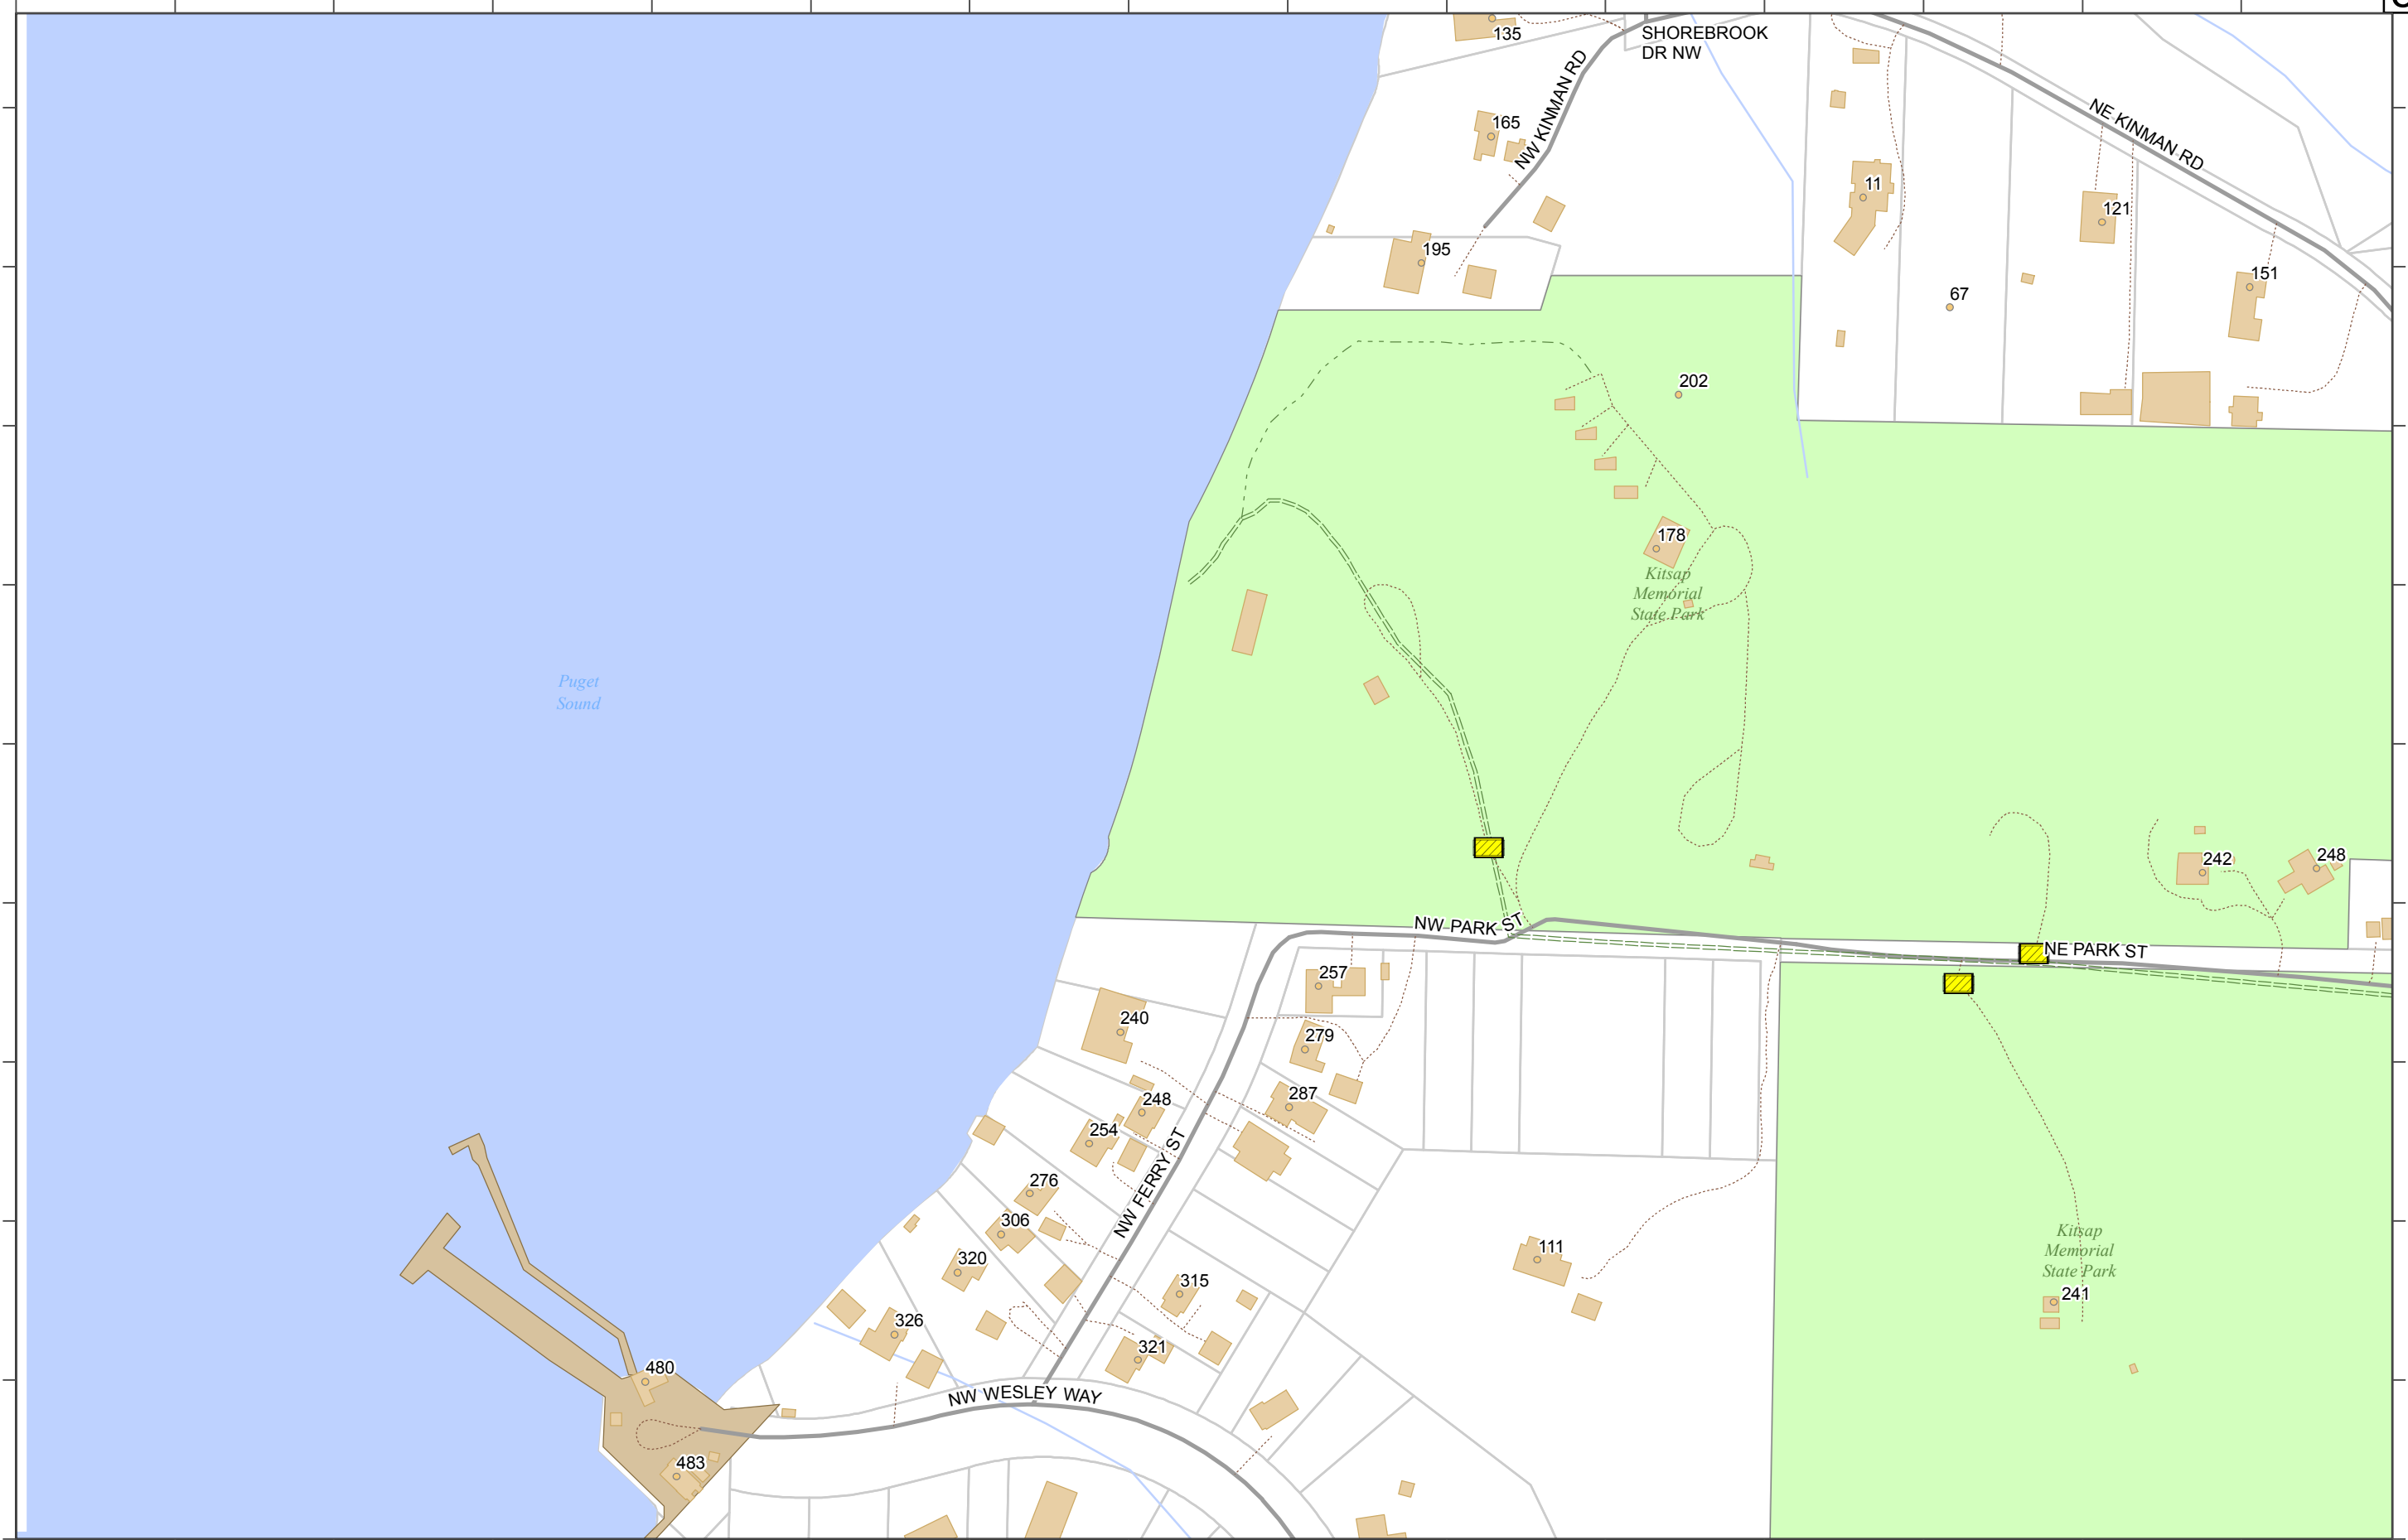 135
SHOREBROOK
DR NW
NW KINMAN RD
165
NE KINMAN RD
11
121
195
151
67
202
178
Kitsap
Memorial
State Park
Puget
Sound
242
248
NW PARK ST
NE PARK ST
257
240
279
287
248
254
NW FERRY ST
276
306
320
111
Kitsap
Memorial
State Park
315
241
326
321
480
NW WESLEY WAY
483